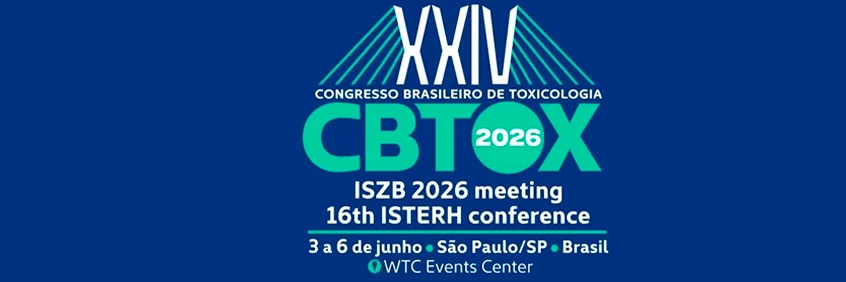 XXIV
CONGRESSO BRASILEIRO DE TOXICOLOGIA
CBTOX
2026
ISZB 2026 meeting
16th ISTERH conference
3 a 6 de junho • São Paulo/SP • Brasil
WTC Events Center